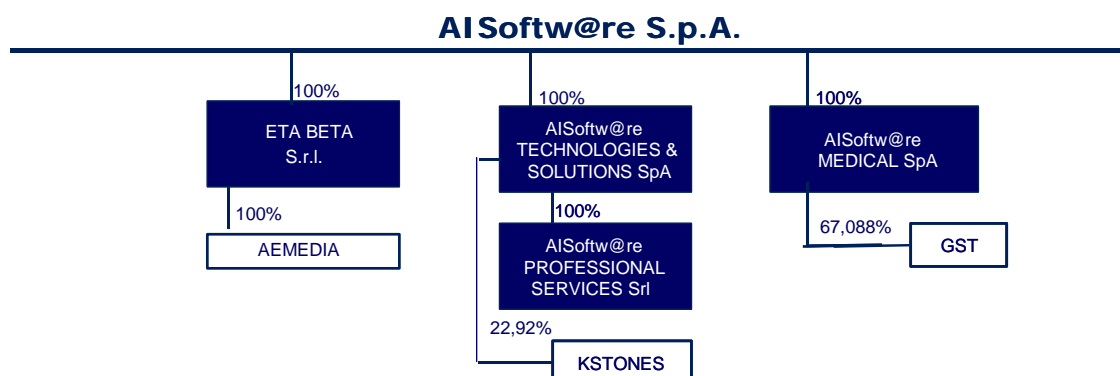 AISoftw@re S.p.A.
100%
ETA BETA
S.r.l.
100%
AEMEDIA
100%
AISoftw@re
TECHNOLOGIES &
SOLUTIONS SpA
100%
AISoftw@re
PROFESSIONAL
SERVICES Srl
22,92%
KSTONES
100%
AISoftw@re
MEDICAL SpA
67,088%
GST